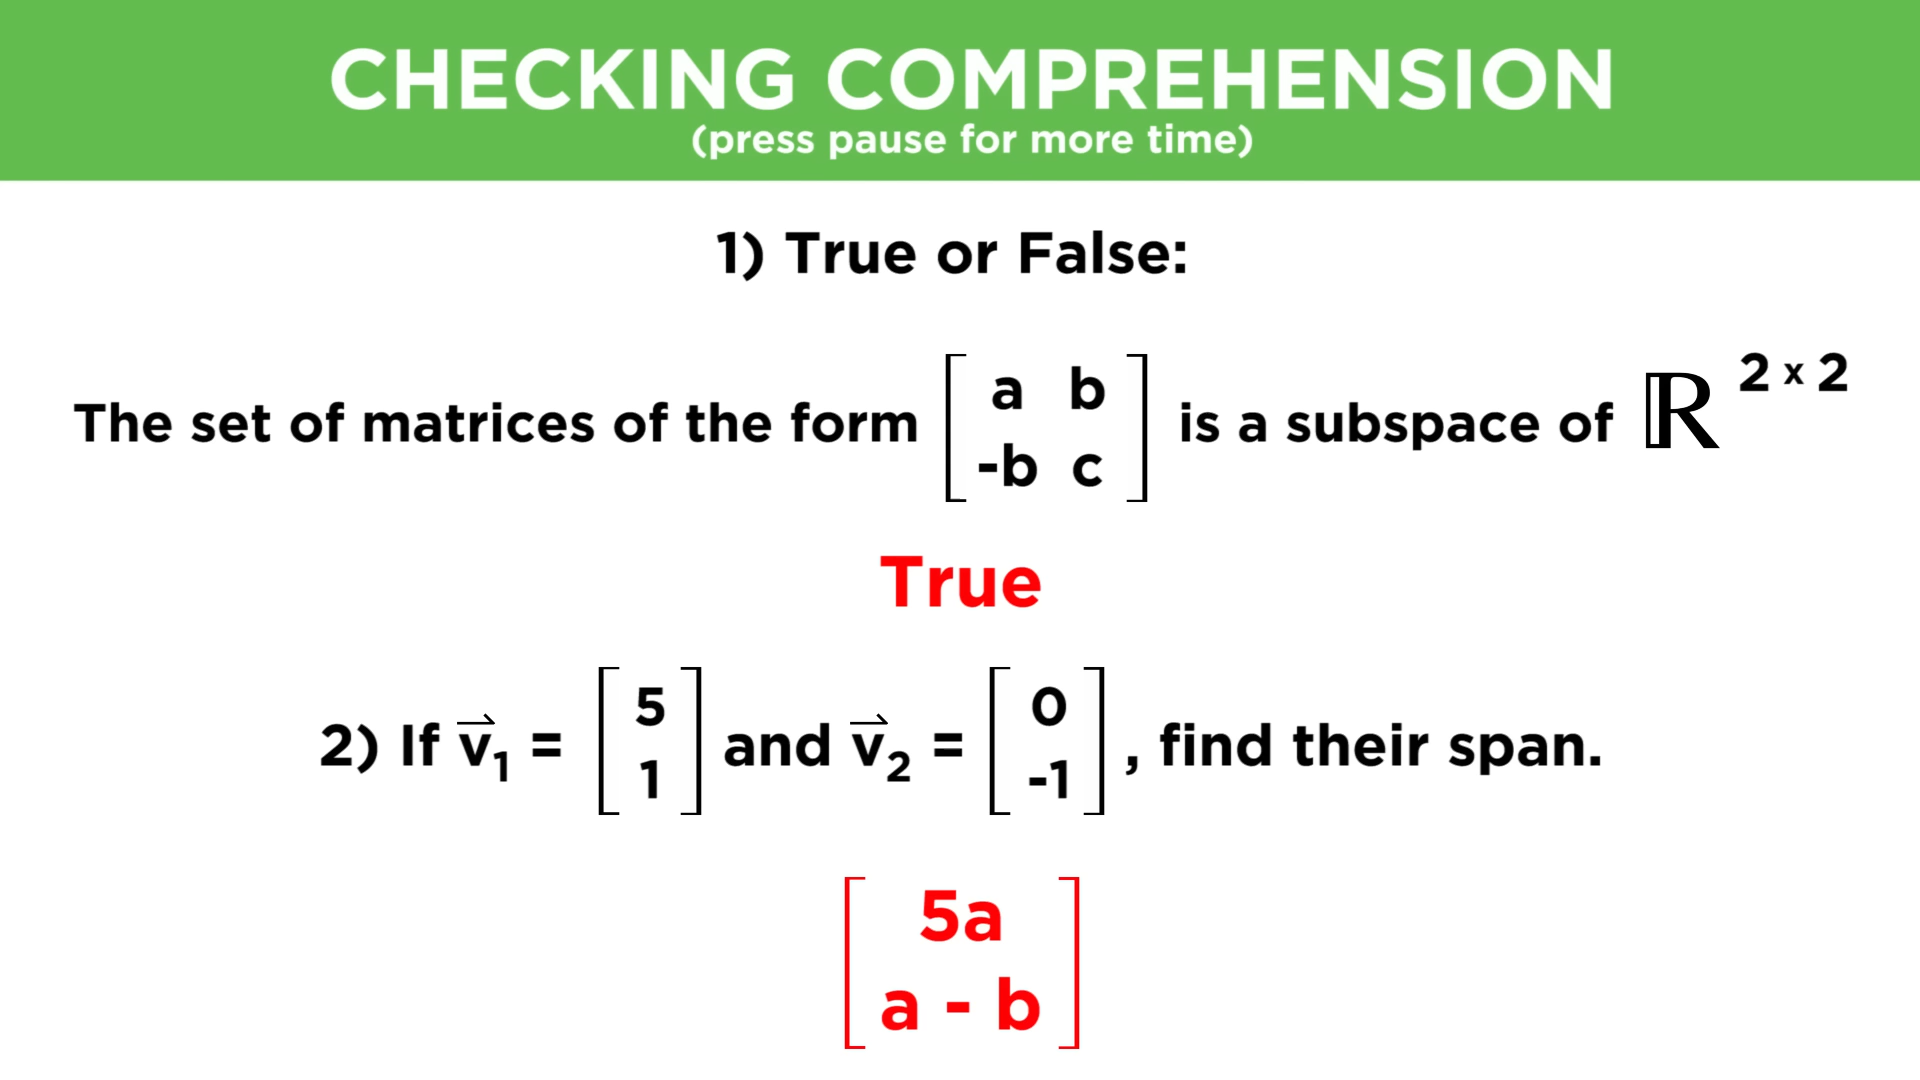 CHECKING COMPREHENSION
(press pause for more time)
1) True or False:
The set of matrices of the form [a b; -b c] is a subspace of ℝ 2 x 2
True
2) If v⃗₁ = [5; 1] and v⃗₂ = [0; -1], find their span.
[5a; a - b]